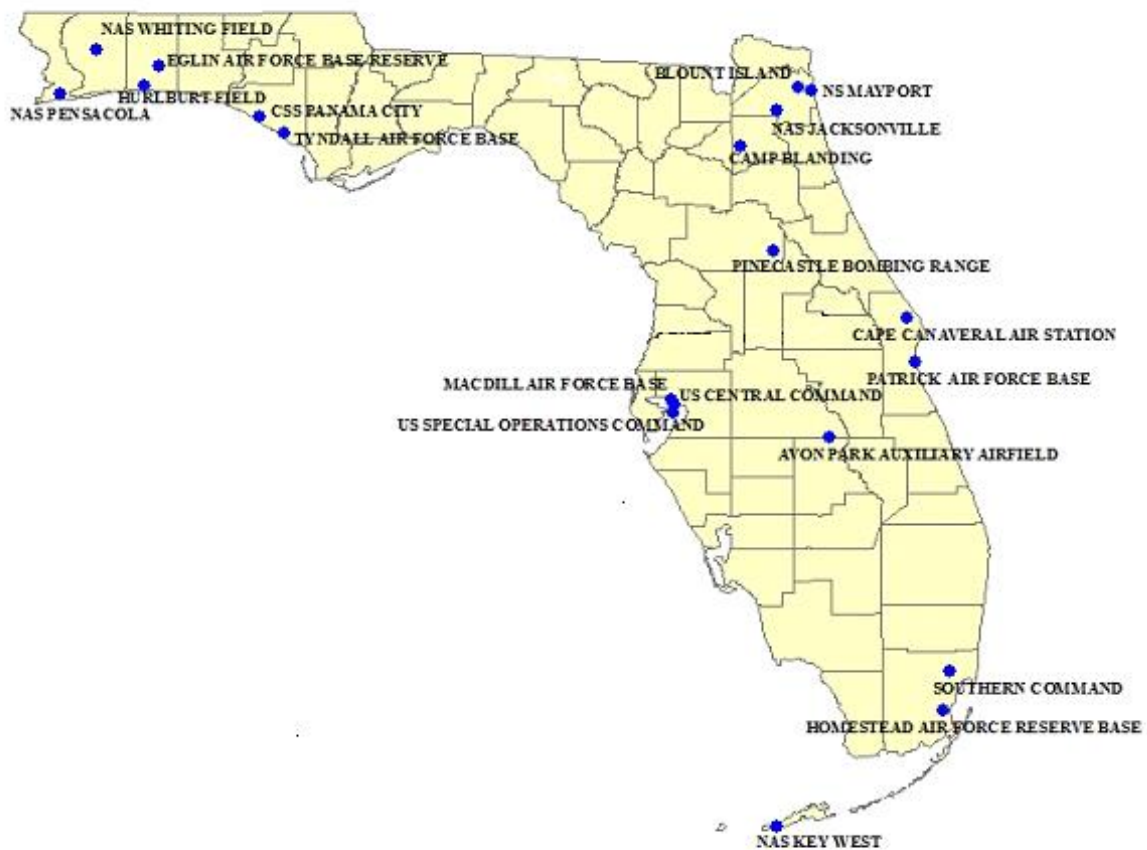 NAS WHITING FIELD
EGLIN AIR FORCE BASE RESERVE
HURLBURT FIELD
NAS PENSACOLA
CSS PANAMA CITY
TYNDALL AIR FORCE BASE
BLOUNT ISLAND
NS MAYPORT
NAS JACKSONVILLE
CAMP BLANDING
PINECASTLE BOMBING RANGE
CAPE CANAVERAL AIR STATION
PATRICK AIR FORCE BASE
MACDILL AIR FORCE BASE
US CENTRAL COMMAND
US SPECIAL OPERATIONS COMMAND
AVON PARK AUXILIARY AIRFIELD
SOUTHERN COMMAND
HOMESTEAD AIR FORCE RESERVE BASE
NAS KEY WEST